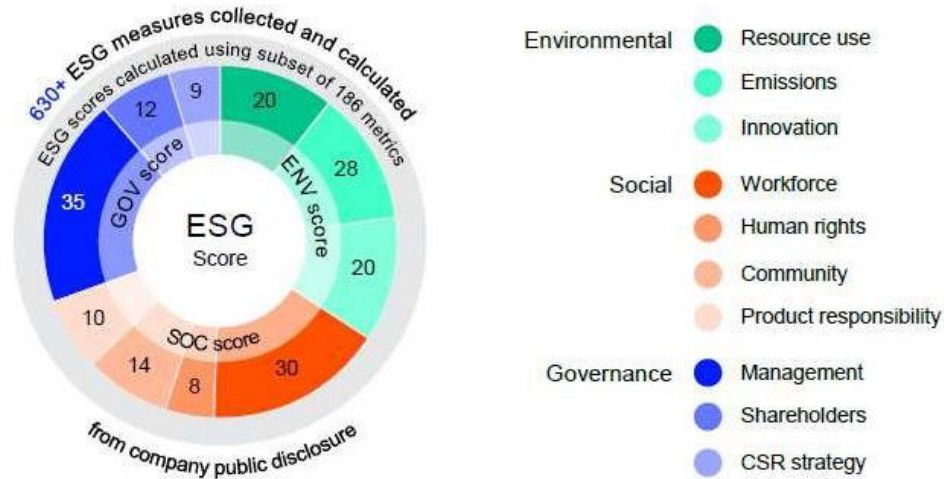 630+ ESG measures collected and calculated
ESG scores calculated using subset of 186 metrics
9
12
20
28
35
GOV score
ENV score
ESG
Score
20
10
SOC score
14
8
30
from company public disclosure
Environmental
Resource use
Emissions
Innovation
Social
Workforce
Human rights
Community
Product responsibility
Governance
Management
Shareholders
CSR strategy